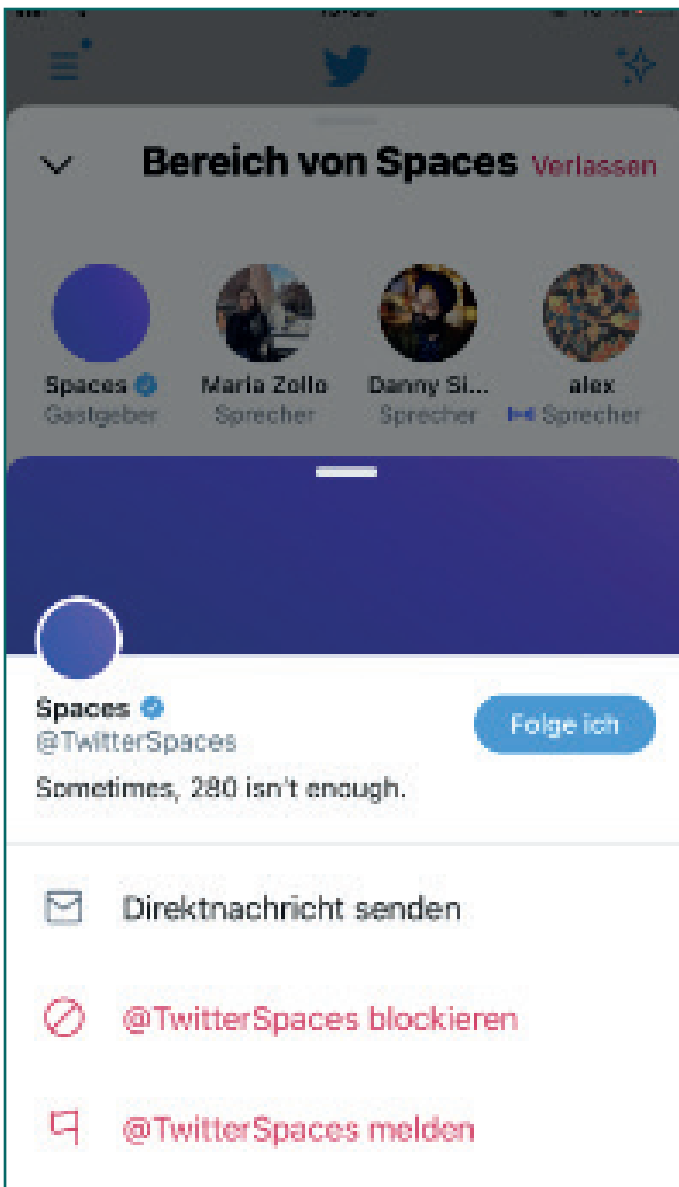 Bereich von Spaces Verlassen
Spaces Maria Zollo Danny Si... alex
Gastgeber Sprecher Sprecher Sprecher
Spaces
@TwitterSpaces
Folge ich
Sometimes, 280 isn't enough.
Direktnachricht senden
@TwitterSpaces blockieren
@TwitterSpaces melden